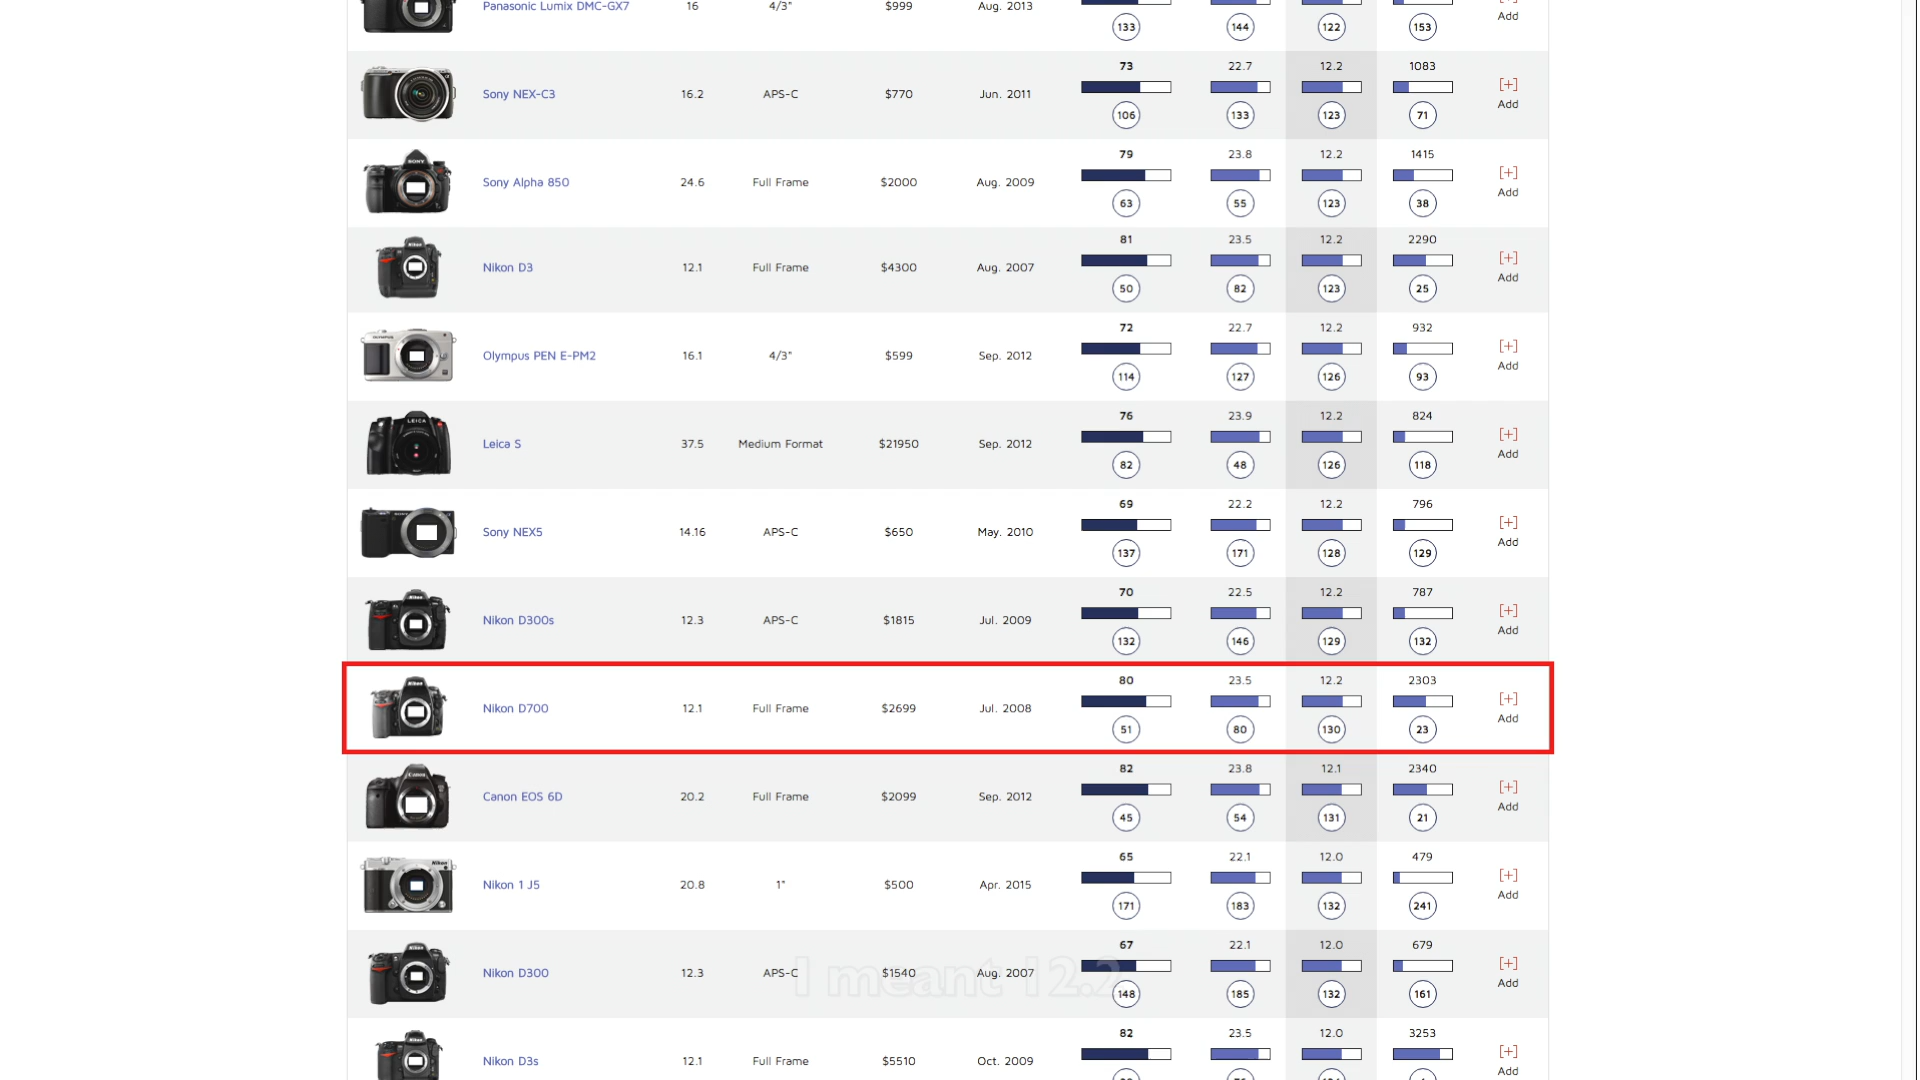 Panasonic Lumix DMC-GX7 16 4/3" $999 Aug. 2013 Add
133 144 122 153
73 22.7 12.2 1083
Sony NEX-C3 16.2 APS-C $770 Jun. 2011 [+] Add
106 133 123 71
79 23.8 12.2 1415
Sony Alpha 850 24.6 Full Frame $2000 Aug. 2009 [+] Add
63 55 123 38
81 23.5 12.2 2290
Nikon D3 12.1 Full Frame $4300 Aug. 2007 [+] Add
50 82 123 25
72 22.7 12.2 932
Olympus PEN E-PM2 16.1 4/3" $599 Sep. 2012 [+] Add
114 127 126 93
76 23.9 12.2 824
Leica S 37.5 Medium Format $21950 Sep. 2012 [+] Add
82 48 126 118
69 22.2 12.2 796
Sony NEX5 14.16 APS-C $650 May. 2010 [+] Add
137 171 128 129
70 22.5 12.2 787
Nikon D300s 12.3 APS-C $1815 Jul. 2009 [+] Add
132 146 129 132
80 23.5 12.2 2303
Nikon D700 12.1 Full Frame $2699 Jul. 2008 [+] Add
51 80 130 23
82 23.8 12.1 2340
Canon EOS 6D 20.2 Full Frame $2099 Sep. 2012 [+] Add
45 54 131 21
65 22.1 12.0 479
Nikon 1 J5 20.8 1" $500 Apr. 2015 [+] Add
171 183 132 241
67 22.1 12.0 679
Nikon D300 12.3 APS-C $1540 Aug. 2007 [+] Add
I meant 12.2
148 185 132 161
82 23.5 12.0 3253
Nikon D3s 12.1 Full Frame $5510 Oct. 2009 [+] Add